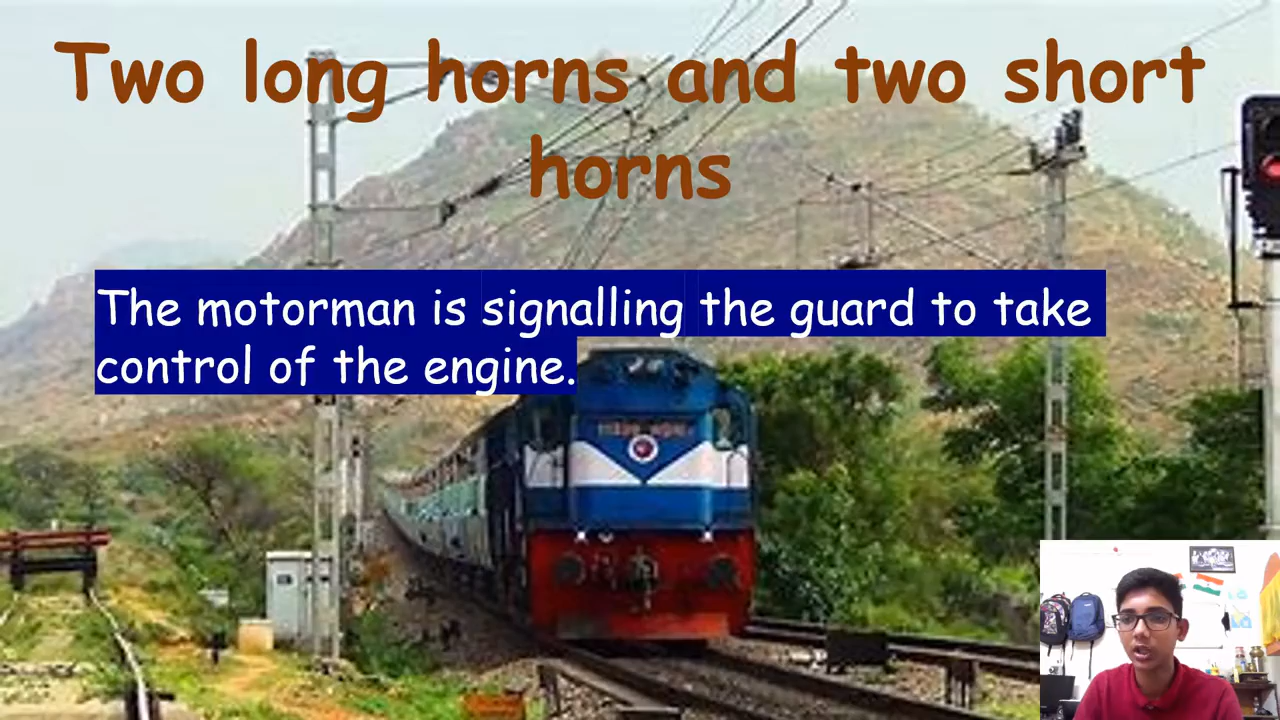 Two long horns and two short
horns
The motorman is signalling the guard to take
control of the engine.